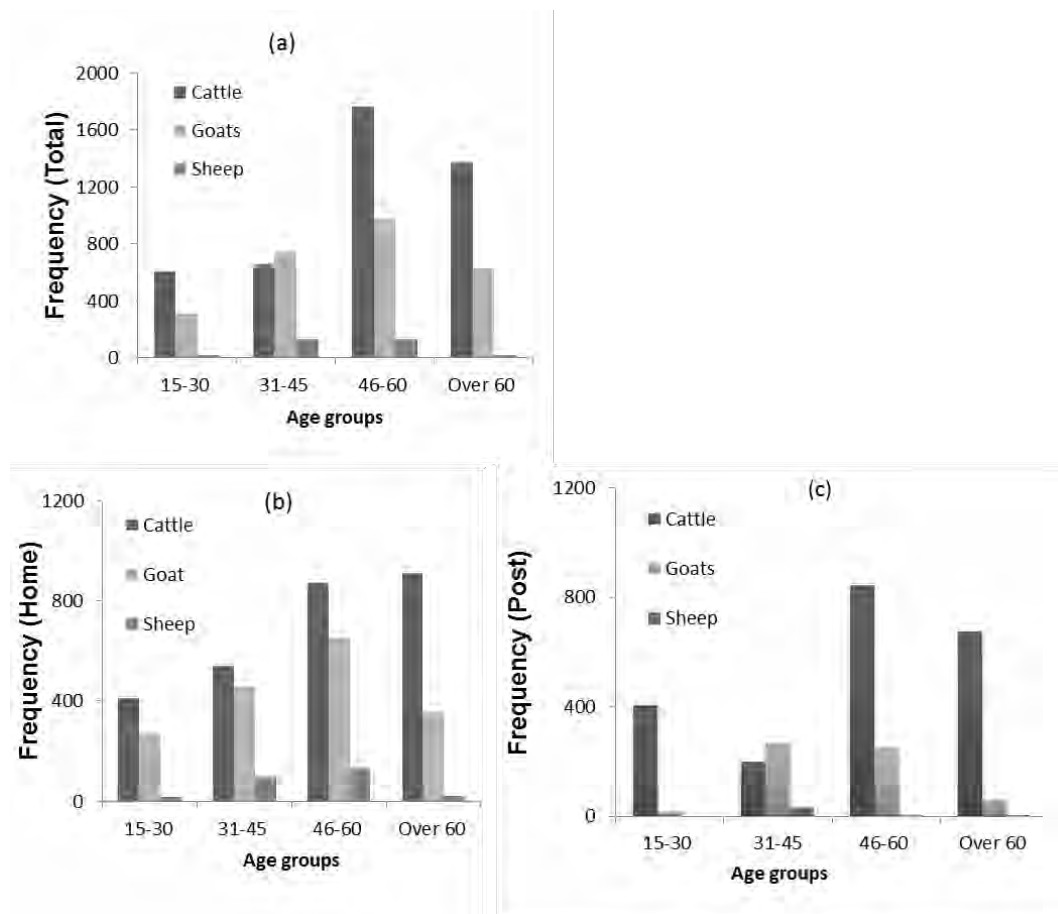 (a)
Frequency (Total)
2000
1600
1200
800
400
0
Cattle
Goats
Sheep
15-30 31-45 46-60 Over 60
Age groups
(b)
Frequency (Home)
1200
800
400
0
Cattle
Goat
Sheep
15-30 31-45 46-60 Over 60
Age groups
(c)
Frequency (Post)
1200
800
400
0
Cattle
Goats
Sheep
15-30 31-45 46-60 Over 60
Age groups